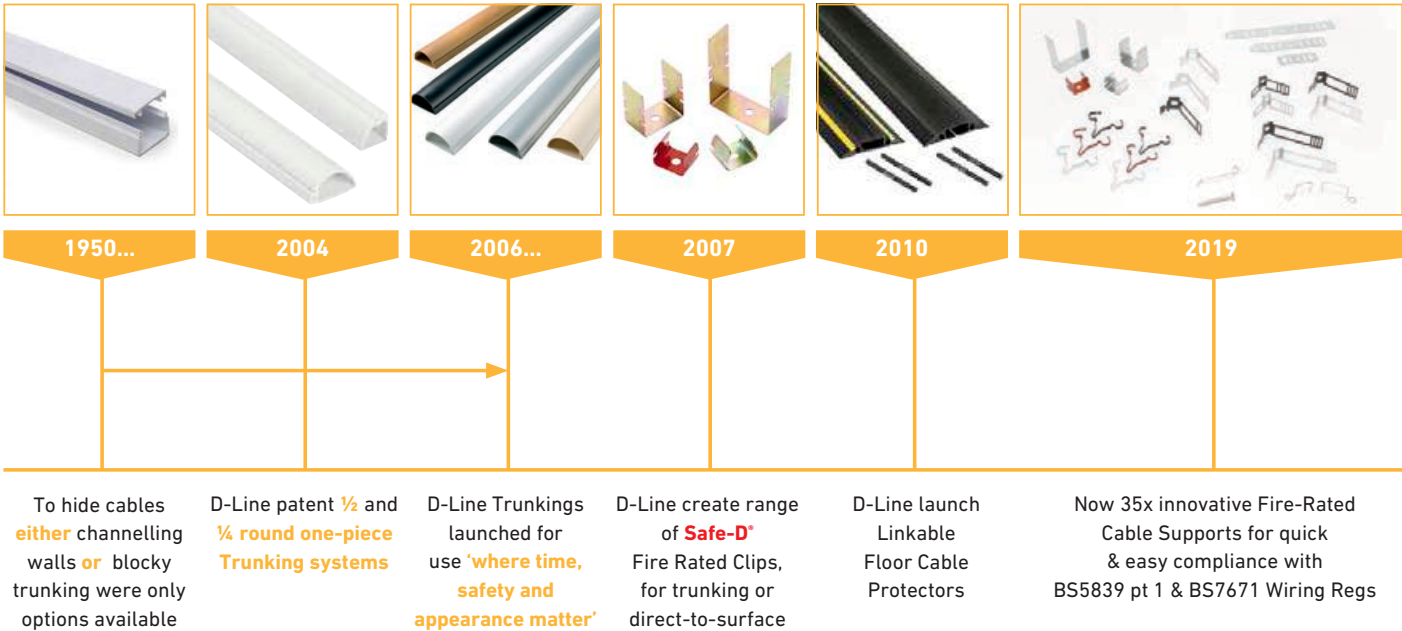 1950...
2004
2006...
2007
2010
2019
To hide cables
either channelling
walls or blocky
trunking were only
options available
D-Line patent ½ and
¼ round one-piece
Trunking systems
D-Line Trunkings
launched for
use ‘where time,
safety and
appearance matter’
D-Line create range
of Safe-D®
Fire Rated Clips,
for trunking or
direct-to-surface
D-Line launch
Linkable
Floor Cable
Protectors
Now 35x innovative Fire-Rated
Cable Supports for quick
& easy compliance with
BS5839 pt 1 & BS7671 Wiring Regs